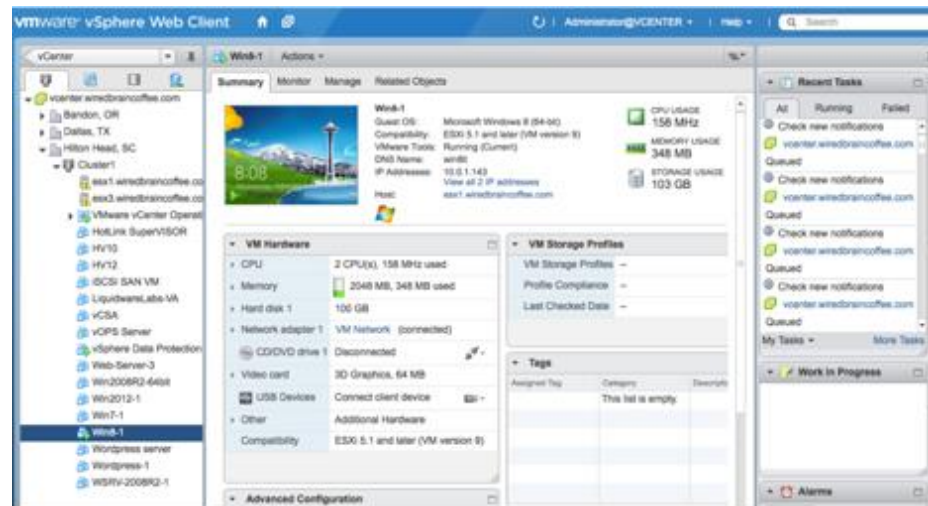 vmware vSphere Web Client
Administrator@VCENTER
Help
Search
vCenter
vcenter.wiredbraincoffee.com
Bandon, OR
Dallas, TX
Hilton Head, SC
Cluster1
esx1.wiredbraincoffee.co
esx3.wiredbraincoffee.co
VMware vCenter Operat
HotLink SuperVISOR
HV10
HV12
iSCSI SAN VM
LiquidwareLabs-VA
vCSA
vOPS Server
vSphere Data Protection
Web-Server-3
Win2008R2-64bit
Win2012-1
Win7-1
Win8-1
Wordpress server
Wordpress-1
WSRV-2008R2-1
Win8-1 Actions
Summary Monitor Manage Related Objects
8:08
Win8-1
Guest OS: Microsoft Windows 8 (64-bit)
Compatibility: ESXi 5.1 and later (VM version 9)
VMware Tools: Running (Current)
DNS Name: win8t
IP Addresses: 10.0.1.143
View all 2 IP addresses
Host: esx1.wiredbraincoffee.com
CPU USAGE
158 MHz
MEMORY USAGE
348 MB
STORAGE USAGE
103 GB
VM Hardware
CPU 2 CPU(s), 158 MHz used
Memory 2048 MB, 348 MB used
Hard disk 1 100 GB
Network adapter 1 VM Network (connected)
CD/DVD drive 1 Disconnected
Video card 3D Graphics, 64 MB
USB Devices Connect client device
Other Additional Hardware
Compatibility ESXi 5.1 and later (VM version 9)
Advanced Configuration
VM Storage Profiles
VM Storage Profiles --
Profile Compliance --
Last Checked Date --
Tags
Assigned Tag Category Descripti
This list is empty.
Recent Tasks
All Running Failed
Check new notifications
vcenter.wiredbraincoffee.com
Queued
Check new notifications
vcenter.wiredbraincoffee.com
Queued
Check new notifications
vcenter.wiredbraincoffee.com
Queued
Check new notifications
vcenter.wiredbraincoffee.com
Queued
My Tasks More Tasks
Work In Progress
Alarms